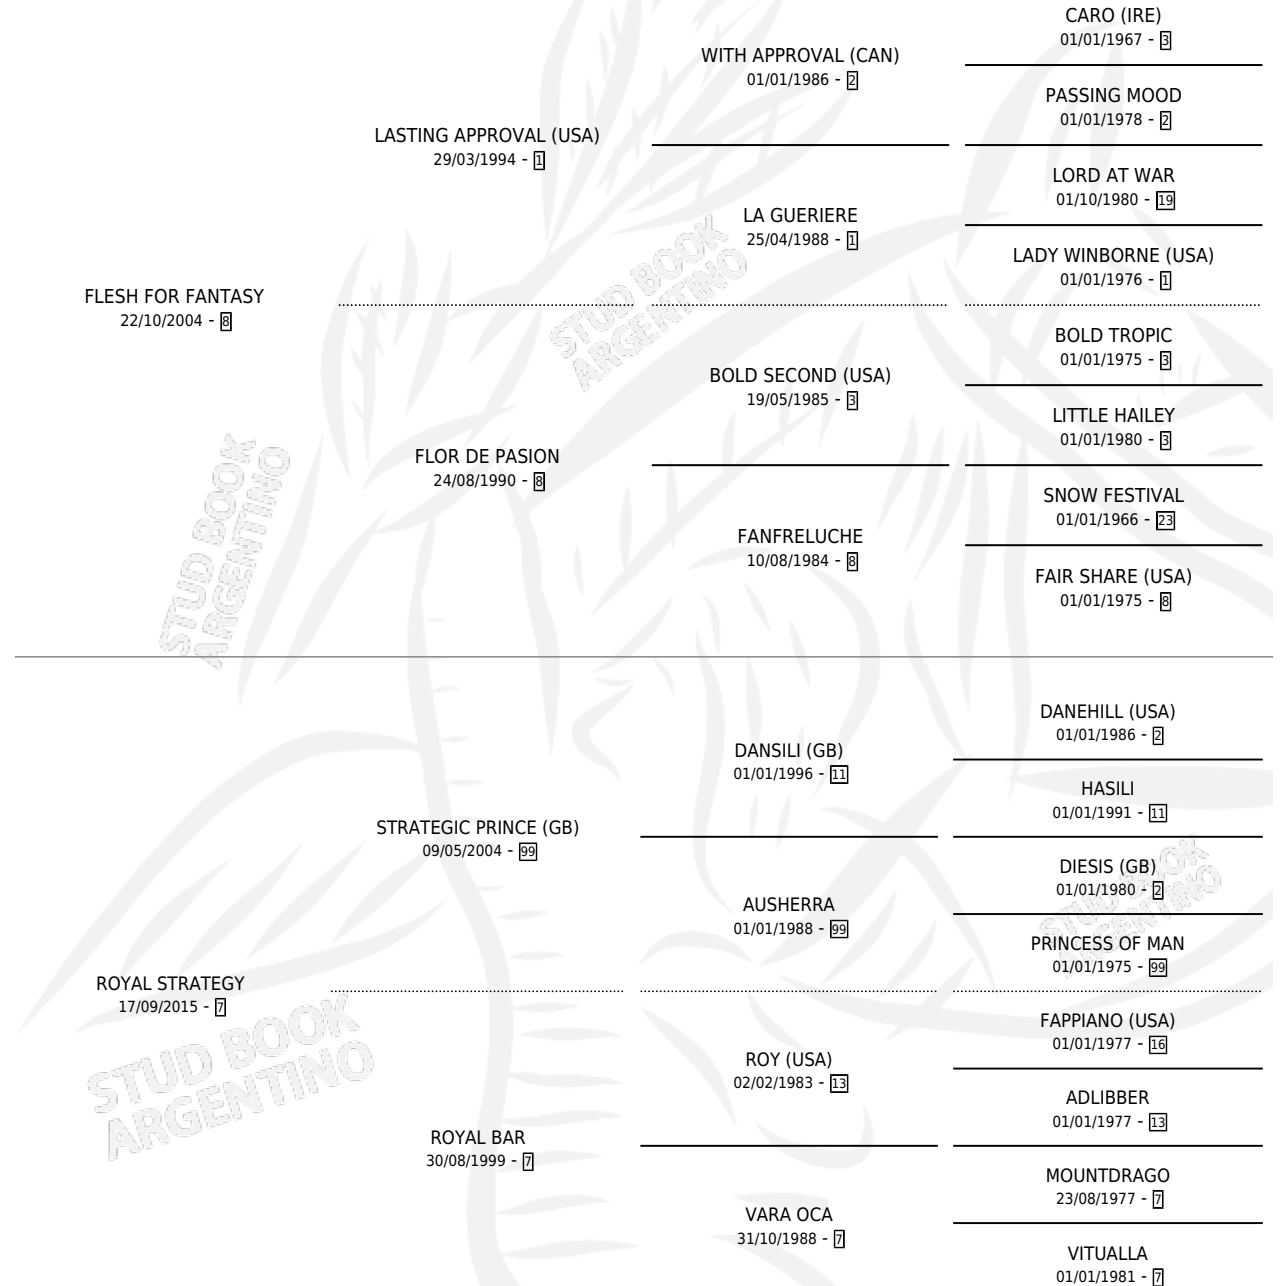 CARO (IRE)
01/01/1967 - 3
WITH APPROVAL (CAN)
01/01/1986 - 2
PASSING MOOD
01/01/1978 - 2
LASTING APPROVAL (USA)
29/03/1994 - 1
LORD AT WAR
01/10/1980 - 19
LA GUERIERE
25/04/1988 - 1
LADY WINBORNE (USA)
01/01/1976 - 1
FLESH FOR FANTASY
22/10/2004 - 8
BOLD TROPIC
01/01/1975 - 3
BOLD SECOND (USA)
19/05/1985 - 3
LITTLE HAILEY
01/01/1980 - 3
FLOR DE PASION
24/08/1990 - 8
SNOW FESTIVAL
01/01/1966 - 23
FANFRELUCHE
10/08/1984 - 8
FAIR SHARE (USA)
01/01/1975 - 8
STUD BOOK
ARGENTINO
STUD BOOK
ARGENTINO
DANEHILL (USA)
01/01/1986 - 2
DANSILI (GB)
01/01/1996 - 11
HASILI
01/01/1991 - 11
STRATEGIC PRINCE (GB)
09/05/2004 - 99
DIESIS (GB)
01/01/1980 - 2
AUSHERRA
01/01/1988 - 99
PRINCESS OF MAN
01/01/1975 - 99
STUD BOOK
ARGENTINO
ROYAL STRATEGY
17/09/2015 - 7
FAPPIANO (USA)
01/01/1977 - 16
ROY (USA)
02/02/1983 - 13
ADLIBBER
01/01/1977 - 13
ROYAL BAR
30/08/1999 - 7
MOUNTDRAGO
23/08/1977 - 7
VARA OCA
31/10/1988 - 7
VITUALLA
01/01/1981 - 7
STUD BOOK
ARGENTINO